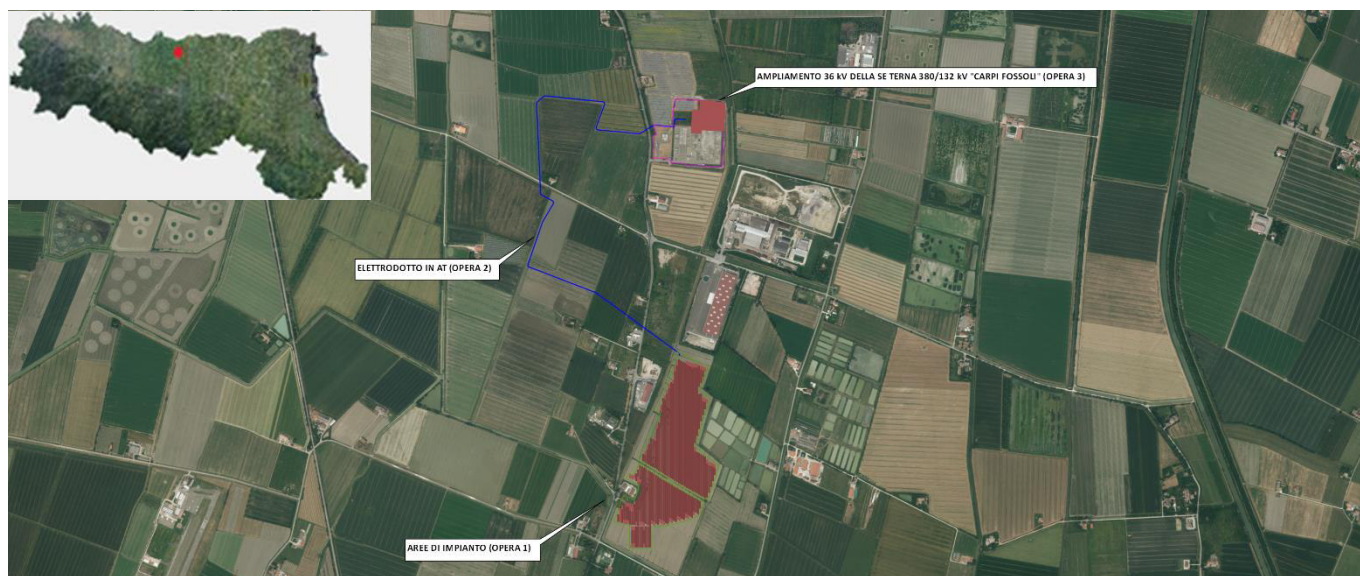 AMPLIAMENTO 36 kV DELLA SE TERNA 380/132 kV "CARPI FOSSOLI" (OPERA 3)
ELETTRODOTTO IN AT (OPERA 2)
AREE DI IMPIANTO (OPERA 1)